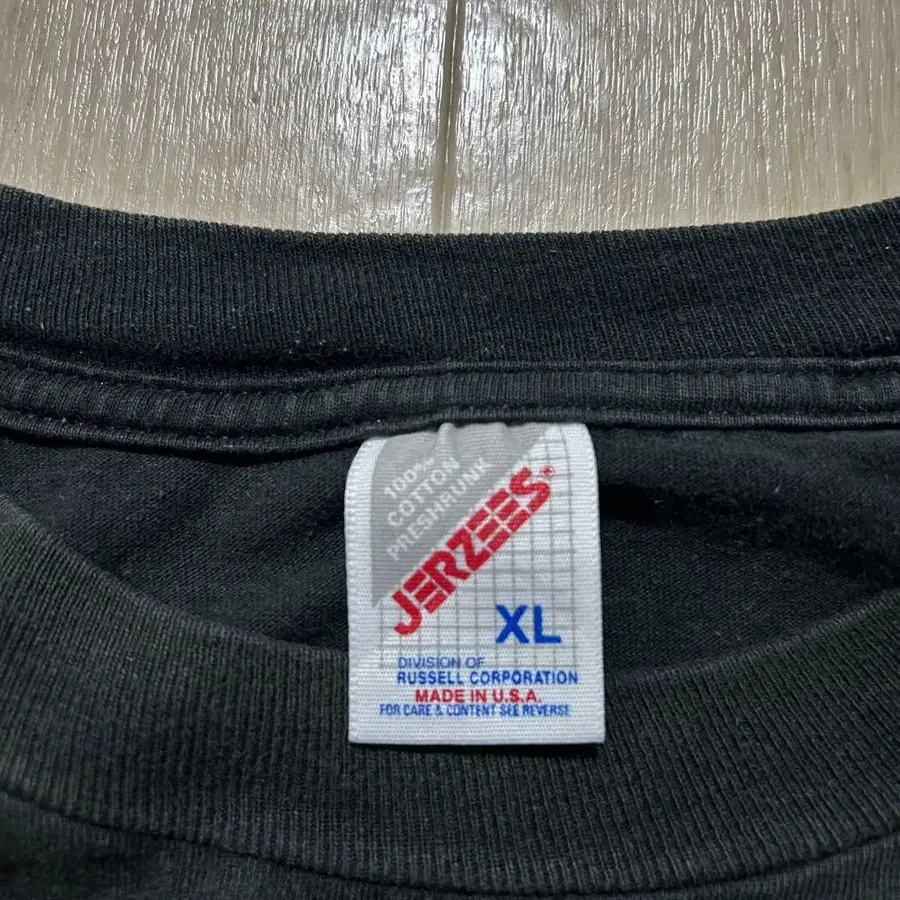 100%
COTTON
PRESHRUNK
JERZEES
XL
DIVISION OF
RUSSELL CORPORATION
MADE IN U.S.A.
FOR CARE & CONTENT SEE REVERSE